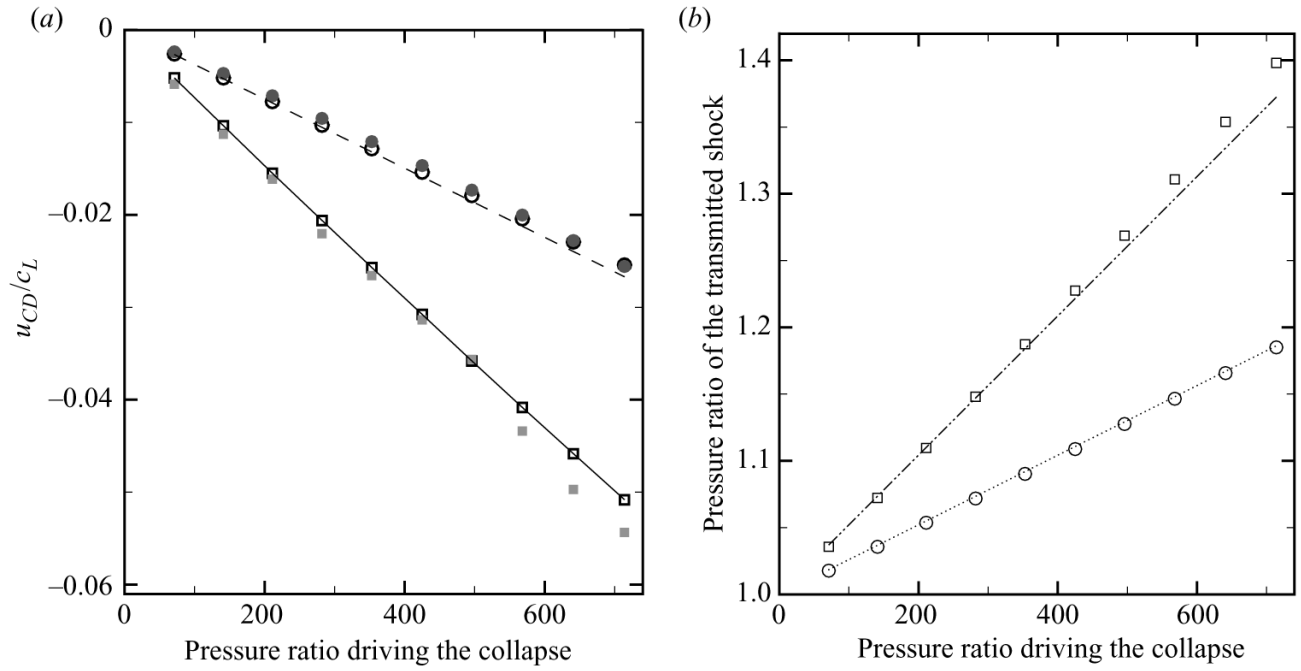 (a)
0
–0.02
–0.04
–0.06
u_CD/c_L
0
200
400
600
Pressure ratio driving the collapse
(b)
1.4
1.3
1.2
1.1
1.0
Pressure ratio of the transmitted shock
0
200
400
600
Pressure ratio driving the collapse